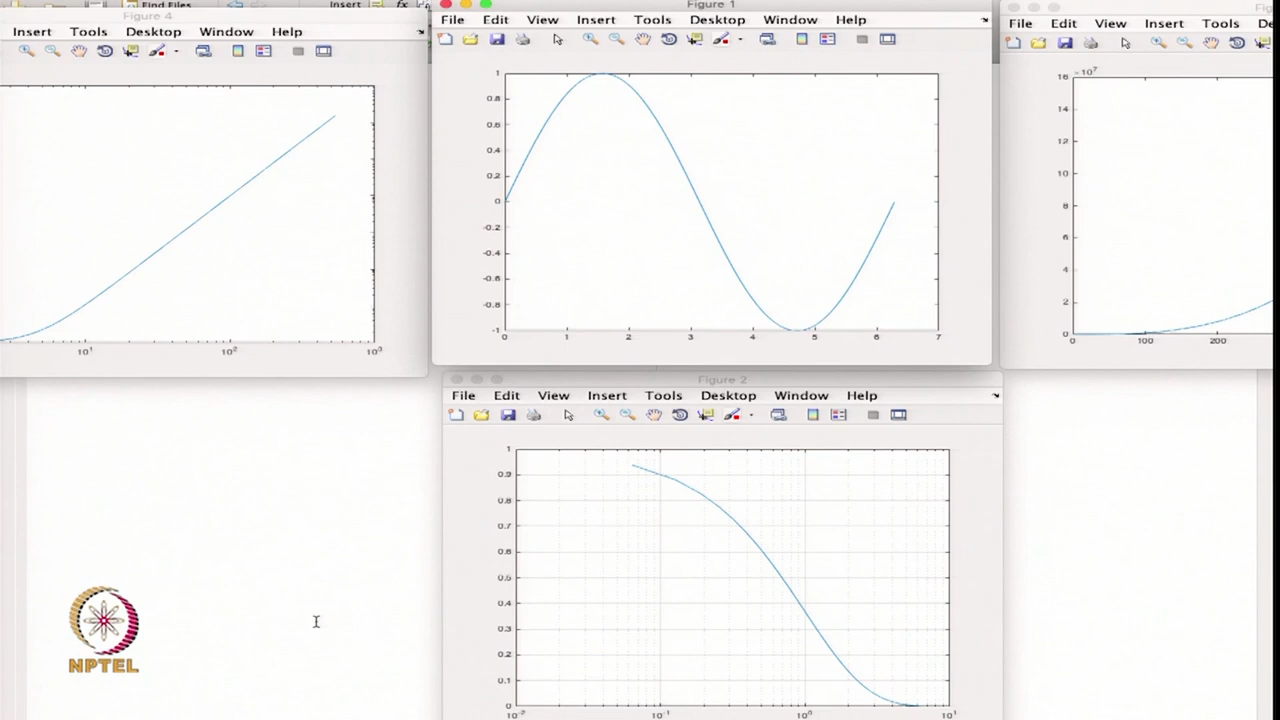 Find Files
Insert
fx
Figure 4
Insert Tools Desktop Window Help
10¹ 10² 10³
Figure 1
File Edit View Insert Tools Desktop Window Help
1
0.8
0.6
0.4
0.2
0
-0.2
-0.4
-0.6
-0.8
-1
0 1 2 3 4 5 6 7
File Edit View Insert Tools
×10⁷
16
14
12
10
8
6
4
2
0
0 100 200
Figure 2
File Edit View Insert Tools Desktop Window Help
1
0.9
0.8
0.7
0.6
0.5
0.4
0.3
0.2
0.1
0
10⁻² 10⁻¹ 10⁰ 10¹
NPTEL